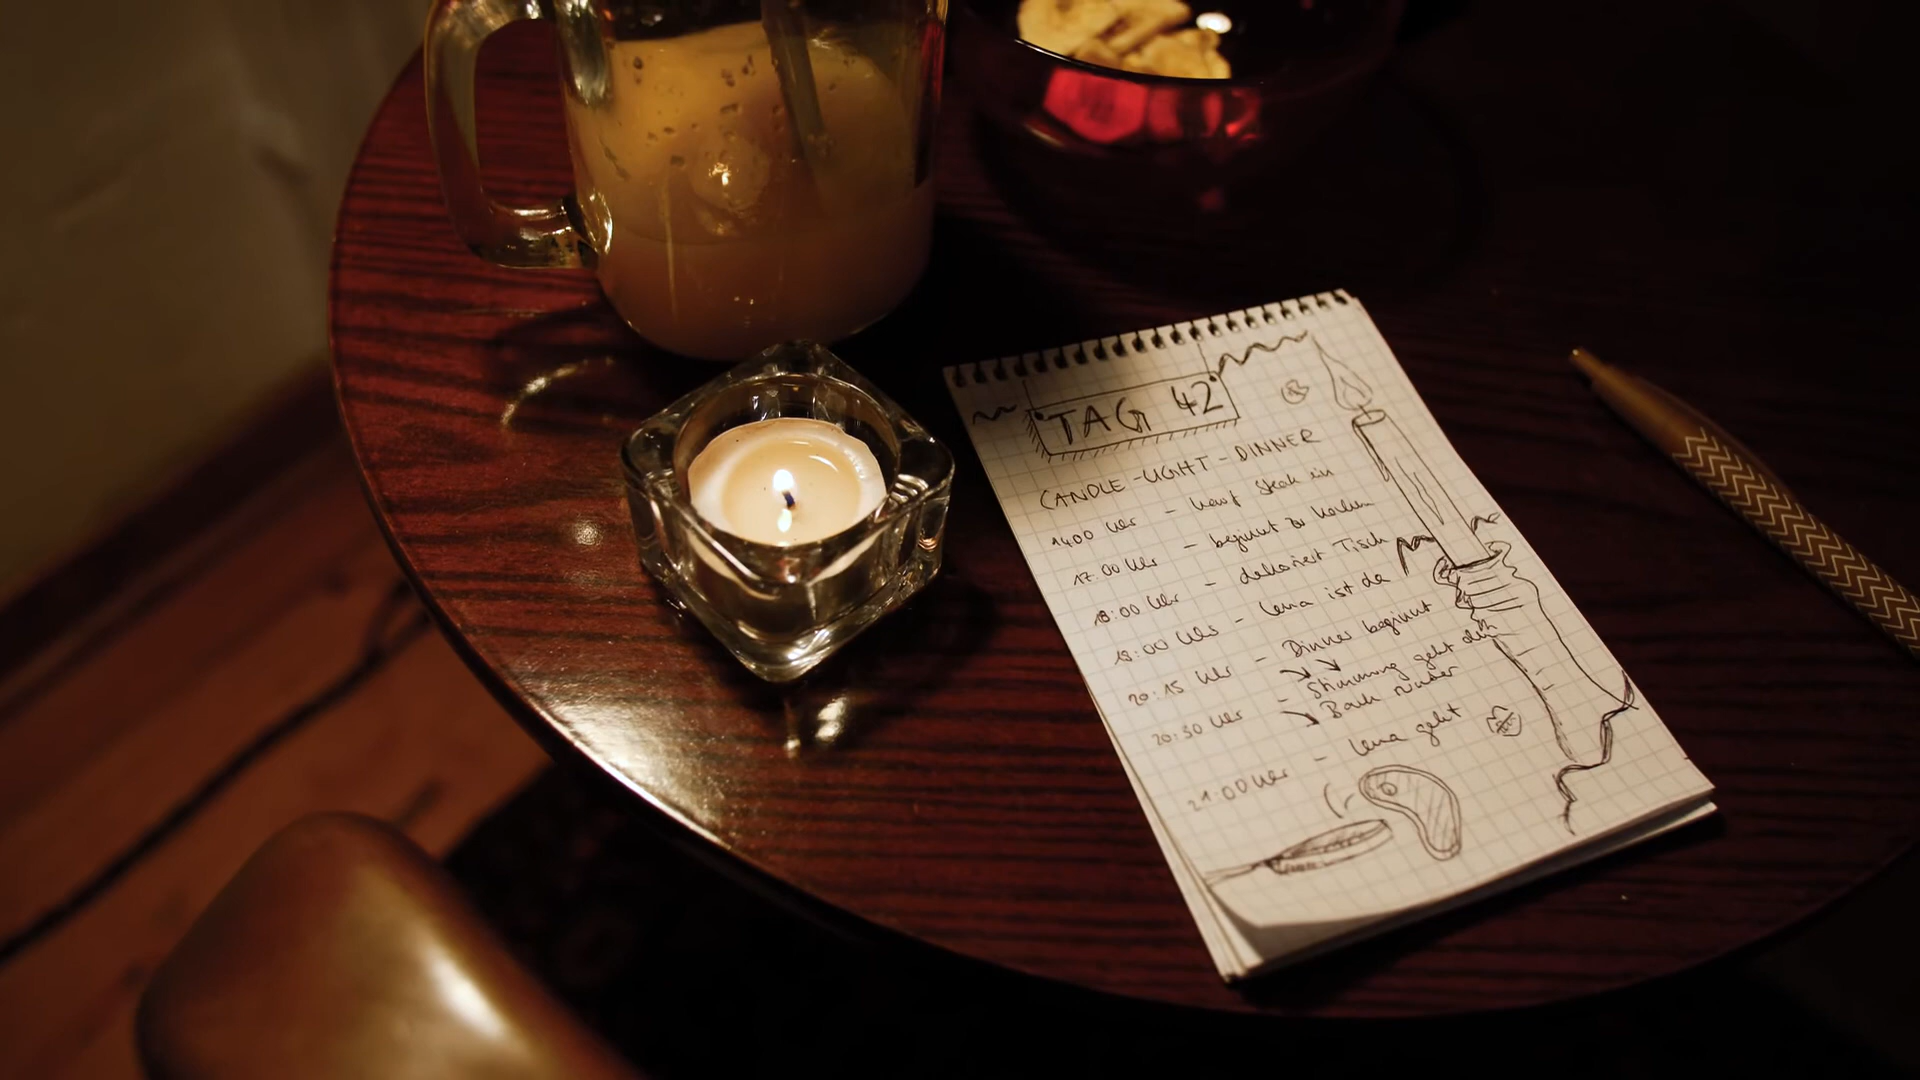 TAG 42
CANDLE-LIGHT-DINNER
14:00 Uhr - kauft Steak ein
17:00 Uhr - beginnt zu kochen
18:00 Uhr - dekoriert Tisch
19:00 Uhr - Lena ist da
20:15 Uhr - Dinner beginnt
20:30 Uhr - Stimmung geht den
Bach runter
21:00 Uhr - Lena geht